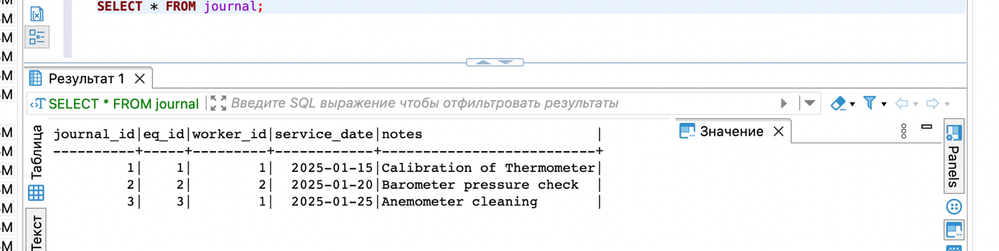 SELECT * FROM journal;
Результат 1
SELECT * FROM journal Введите SQL выражение чтобы отфильтровать результаты
Таблица
Текст
journal_id|eq_id|worker_id|service_date|notes |
----------+-----+---------+------------+--------------------------+
1| 1| 1| 2025-01-15|Calibration of Thermometer|
2| 2| 2| 2025-01-20|Barometer pressure check |
3| 3| 1| 2025-01-25|Anemometer cleaning |
Значение
Panels